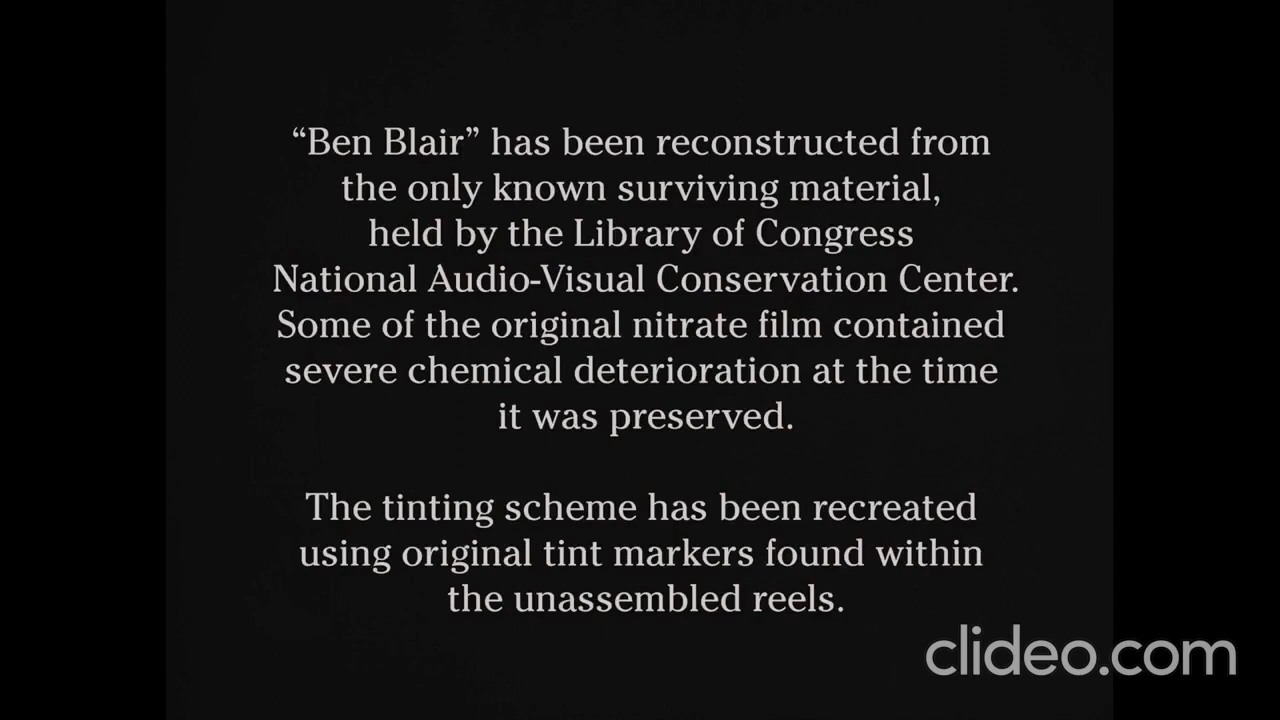 “Ben Blair” has been reconstructed from
the only known surviving material,
held by the Library of Congress
National Audio-Visual Conservation Center.
Some of the original nitrate film contained
severe chemical deterioration at the time
it was preserved.
The tinting scheme has been recreated
using original tint markers found within
the unassembled reels.
clideo.com